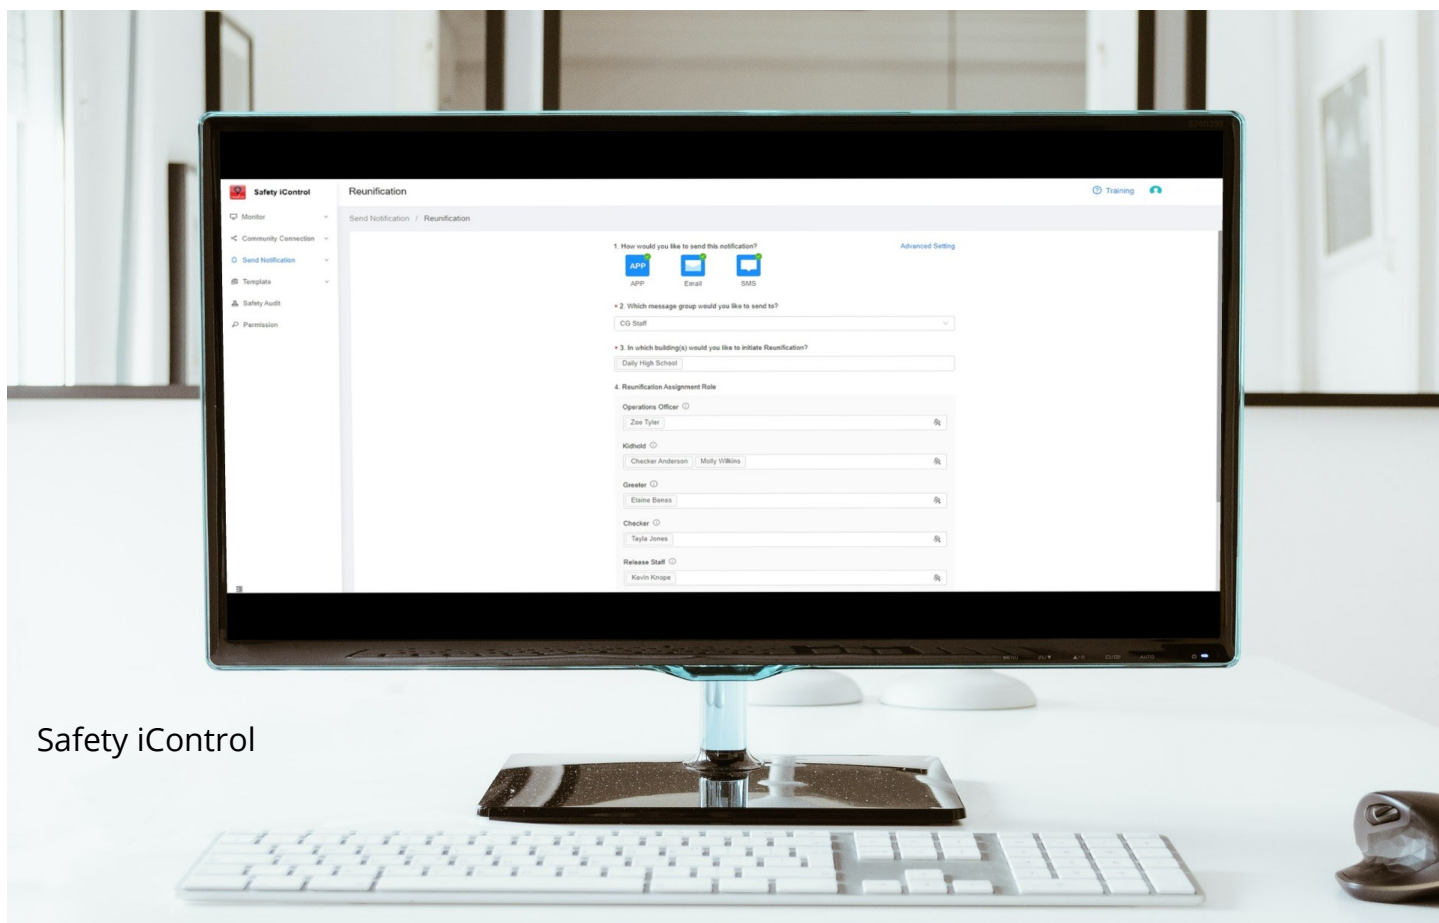 Safety iControl
Reunification
Training
Monitor
Send Notification / Reunification
Community Connection
Send Notification
Template
Safety Audit
Permission
1. How would you like to send this notification?
Advanced Setting
APP
APP
Email
SMS
* 2. Which message group would you like to send to?
CG Staff
* 3. In which building(s) would you like to initiate Reunification?
Daily High School
4. Reunification Assignment Role
Operations Officer
Zoe Tyler
Kidhold
Checker Anderson
Molly Wilkins
Greeter
Elaine Benes
Checker
Tayla Jones
Release Staff
Kevin Knope
MENU
AUTO
Safety iControl